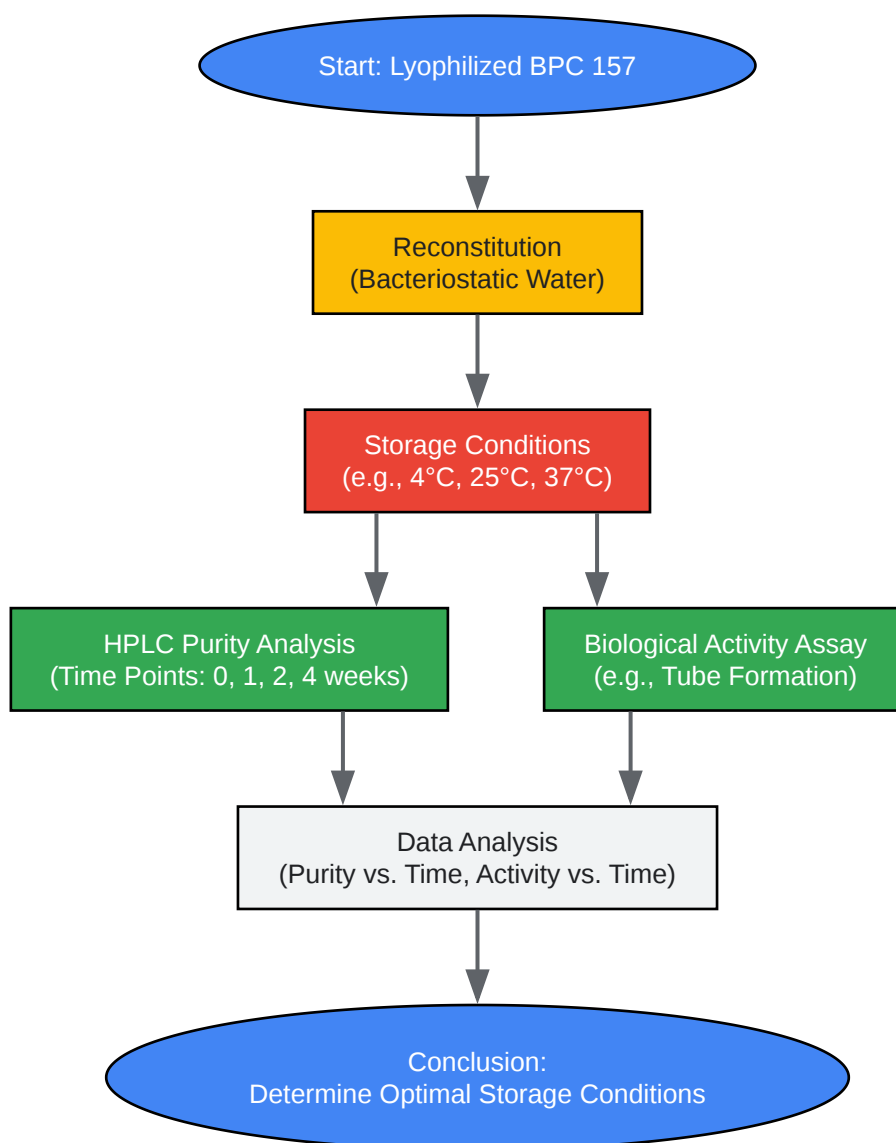 Start: Lyophilized BPC 157
Reconstitution
(Bacteriostatic Water)
Storage Conditions
(e.g., 4°C, 25°C, 37°C)
HPLC Purity Analysis
(Time Points: 0, 1, 2, 4 weeks)
Biological Activity Assay
(e.g., Tube Formation)
Data Analysis
(Purity vs. Time, Activity vs. Time)
Conclusion:
Determine Optimal Storage Conditions